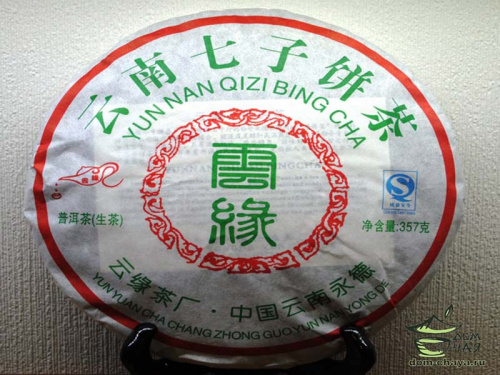 云南七子饼茶
YUN NAN QIZI BING CHA
雲緣
普洱茶(生茶)
净含量:357克
云缘茶厂·中国云南永德
YUN YUAN CHA CHANG ZHONG GUO YUN NAN YONG DE
dom-chaya.ru